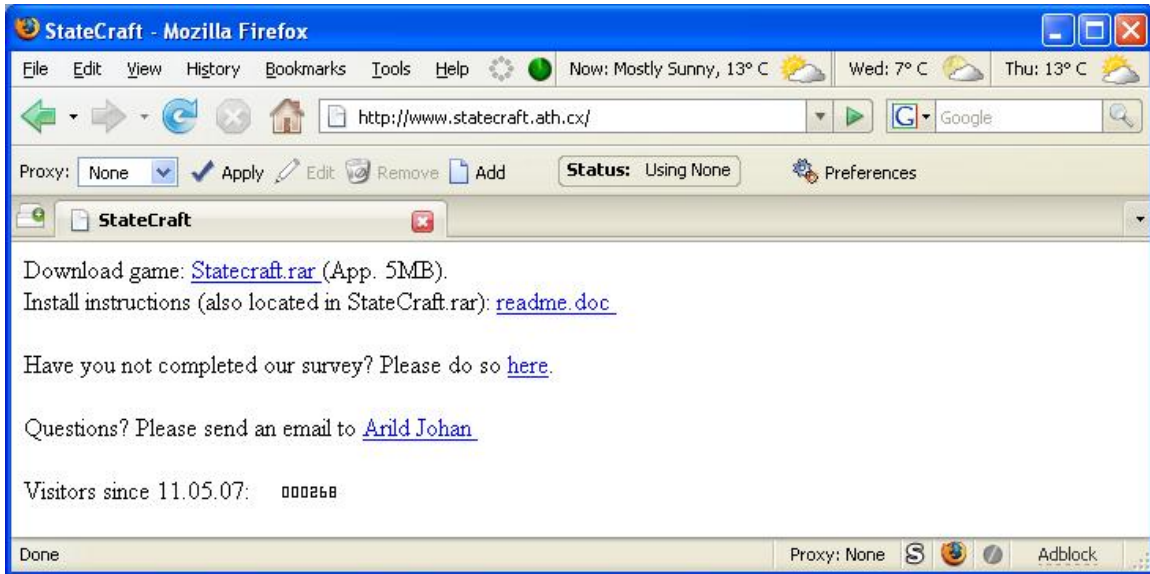 StateCraft - Mozilla Firefox
File Edit View History Bookmarks Tools Help Now: Mostly Sunny, 13° C Wed: 7° C Thu: 13° C
http://www.statecraft.ath.cx/ G Google
Proxy: None Apply Edit Remove Add Status: Using None Preferences
StateCraft
Download game: Statecraft.rar (App. 5MB).
Install instructions (also located in StateCraft.rar): readme.doc
Have you not completed our survey? Please do so here.
Questions? Please send an email to Arild Johan
Visitors since 11.05.07: 000268
Done Proxy: None S Adblock